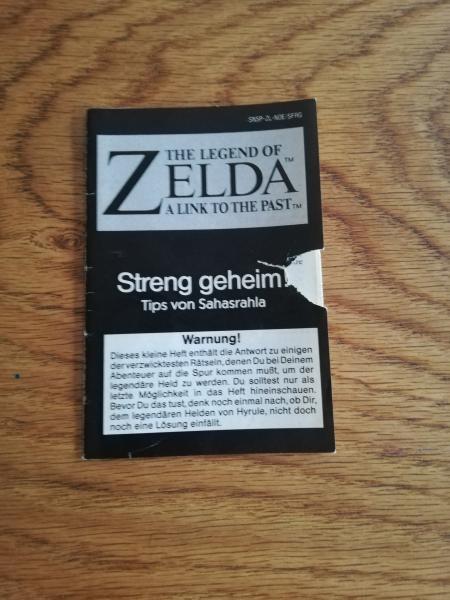 SNSP-ZL-NOE/SFRG
THE LEGEND OF
ZELDA™
A LINK TO THE PAST™
Streng geheim!
Tips von Sahasrahla
Warnung!
Dieses kleine Heft enthält die Antwort zu einigen
der verzwicktesten Rätseln, denen Du bei Deinem
Abenteuer auf die Spur kommen mußt, um der
legendäre Held zu werden. Du solltest nur als
letzte Möglichkeit in das Heft hineinschauen.
Bevor Du das tust, denk noch einmal nach, ob Dir,
dem legendären Helden von Hyrule, nicht doch
noch eine Lösung einfällt.